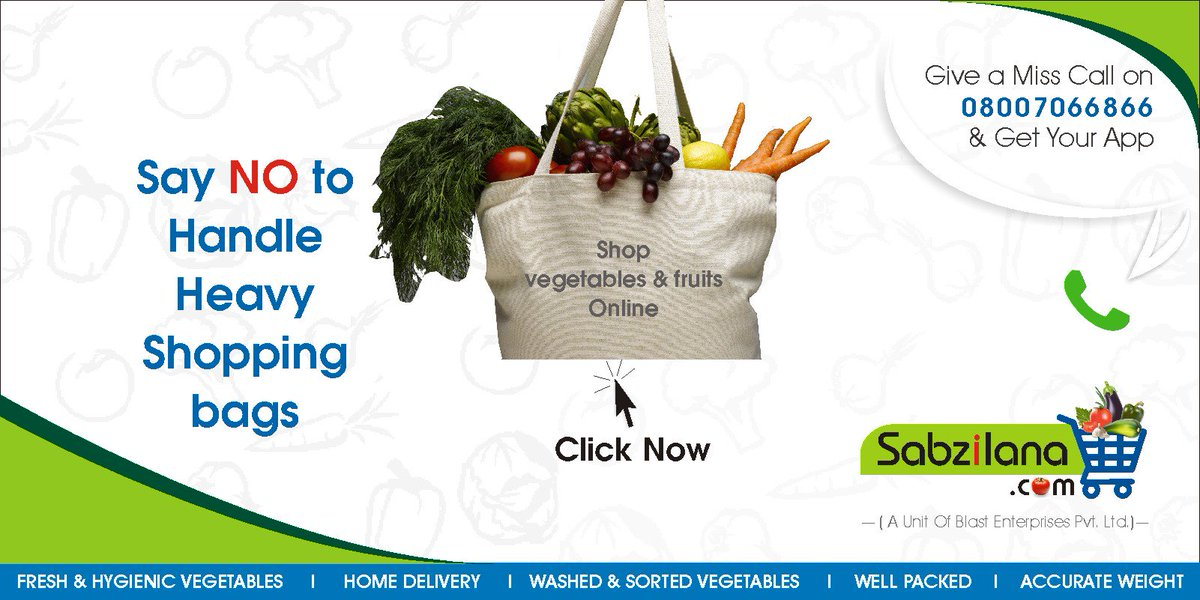 Give a Miss Call on
08007066866
& Get Your App
Say NO to
Handle
Heavy
Shopping
bags
Shop
vegetables & fruits
Online
Click Now
Sabzilana
.com
— ( A Unit Of Blast Enterprises Pvt. Ltd.)—
FRESH & HYGIENIC VEGETABLES | HOME DELIVERY | WASHED & SORTED VEGETABLES | WELL PACKED | ACCURATE WEIGHT